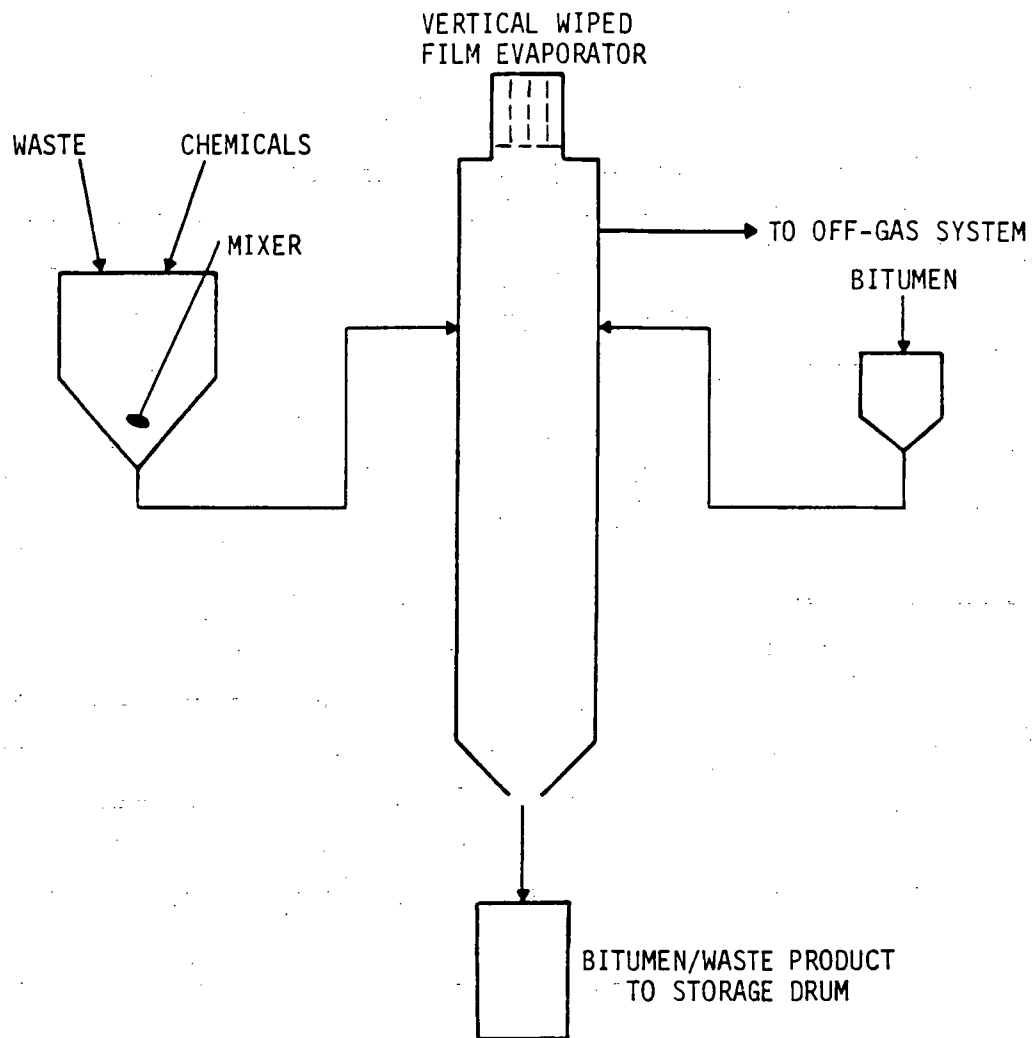 VERTICAL WIPED
FILM EVAPORATOR
WASTE
CHEMICALS
MIXER
TO OFF-GAS SYSTEM
BITUMEN
BITUMEN/WASTE PRODUCT
TO STORAGE DRUM